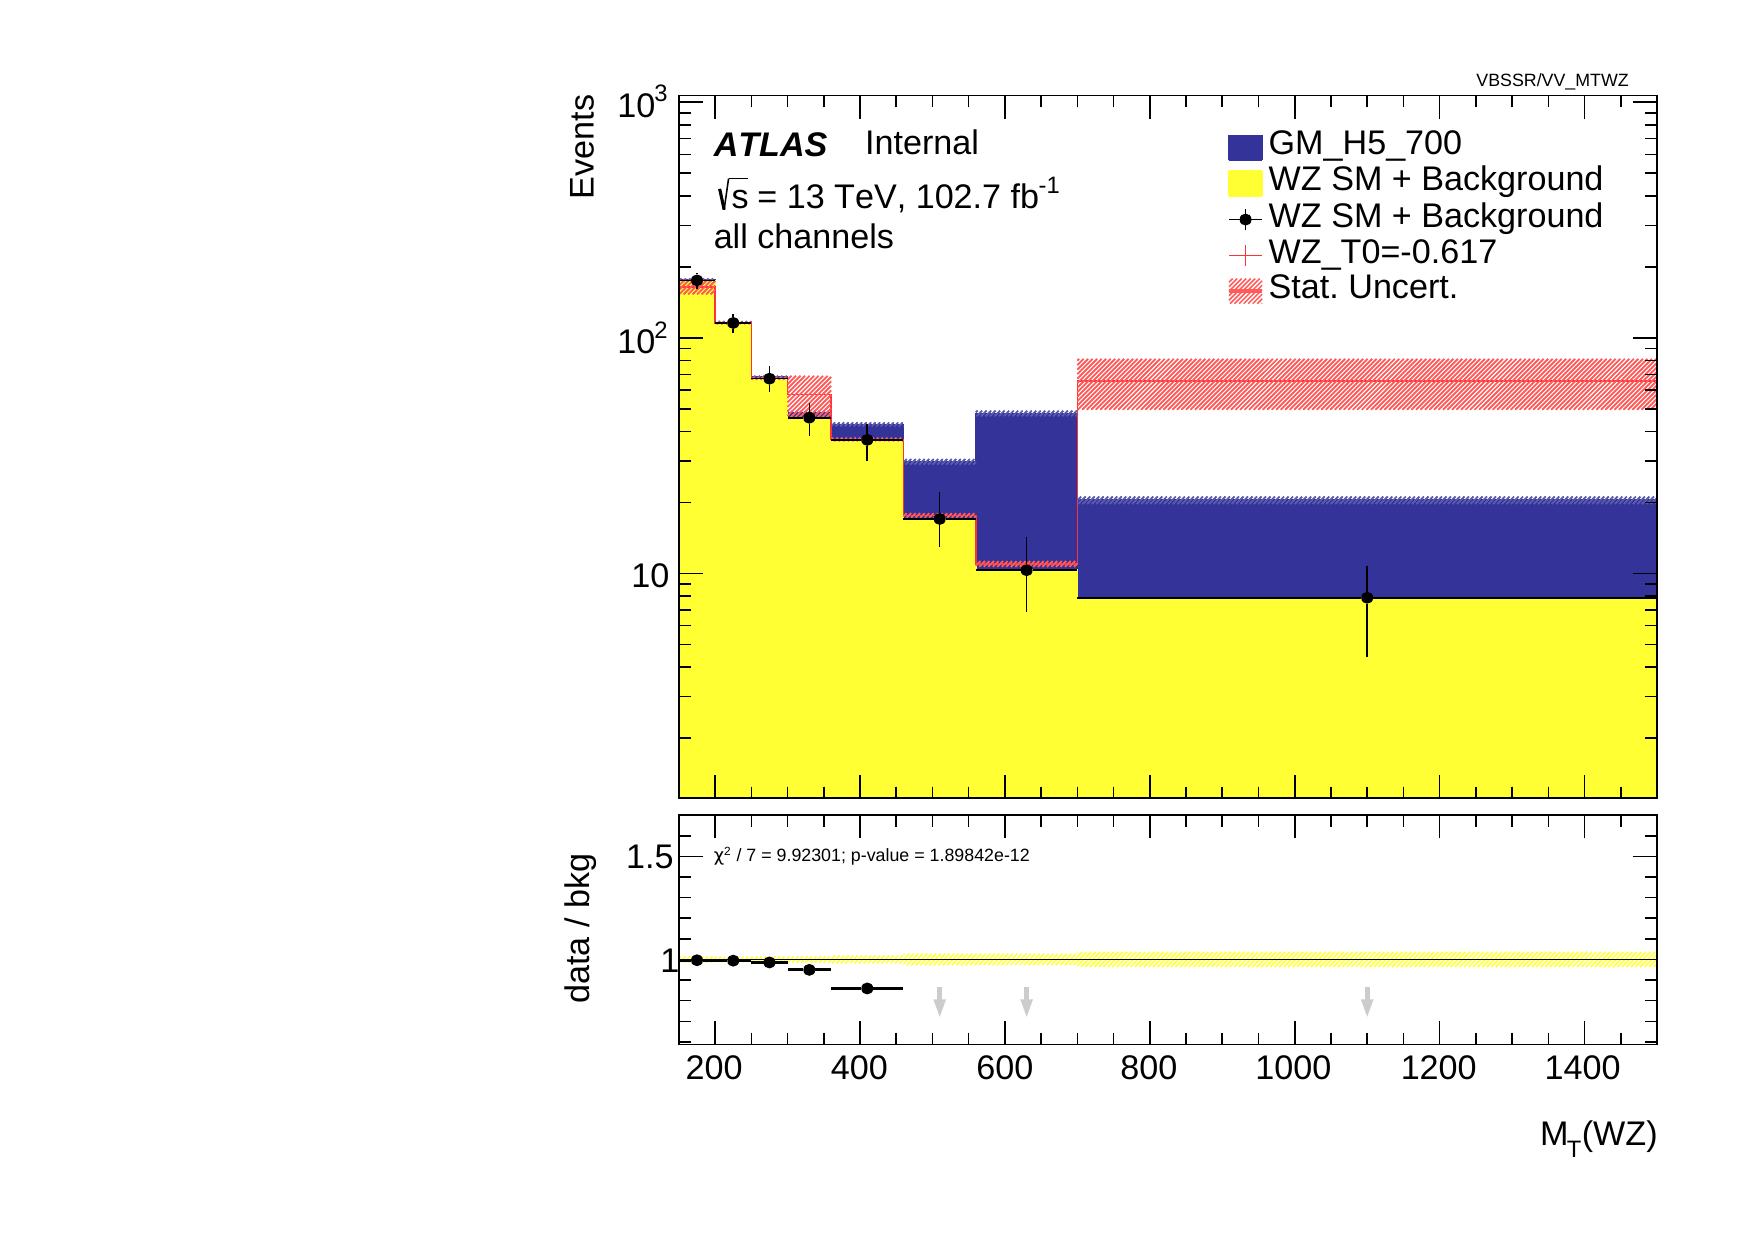 VBSSR/VV_MTWZ
Events
10³
10²
10
ATLAS Internal
√s = 13 TeV, 102.7 fb⁻¹
all channels
GM_H5_700
WZ SM + Background
WZ SM + Background
WZ_T0=-0.617
Stat. Uncert.
data / bkg
1.5
1
χ² / 7 = 9.92301; p-value = 1.89842e-12
200 400 600 800 1000 1200 1400
M_T(WZ)